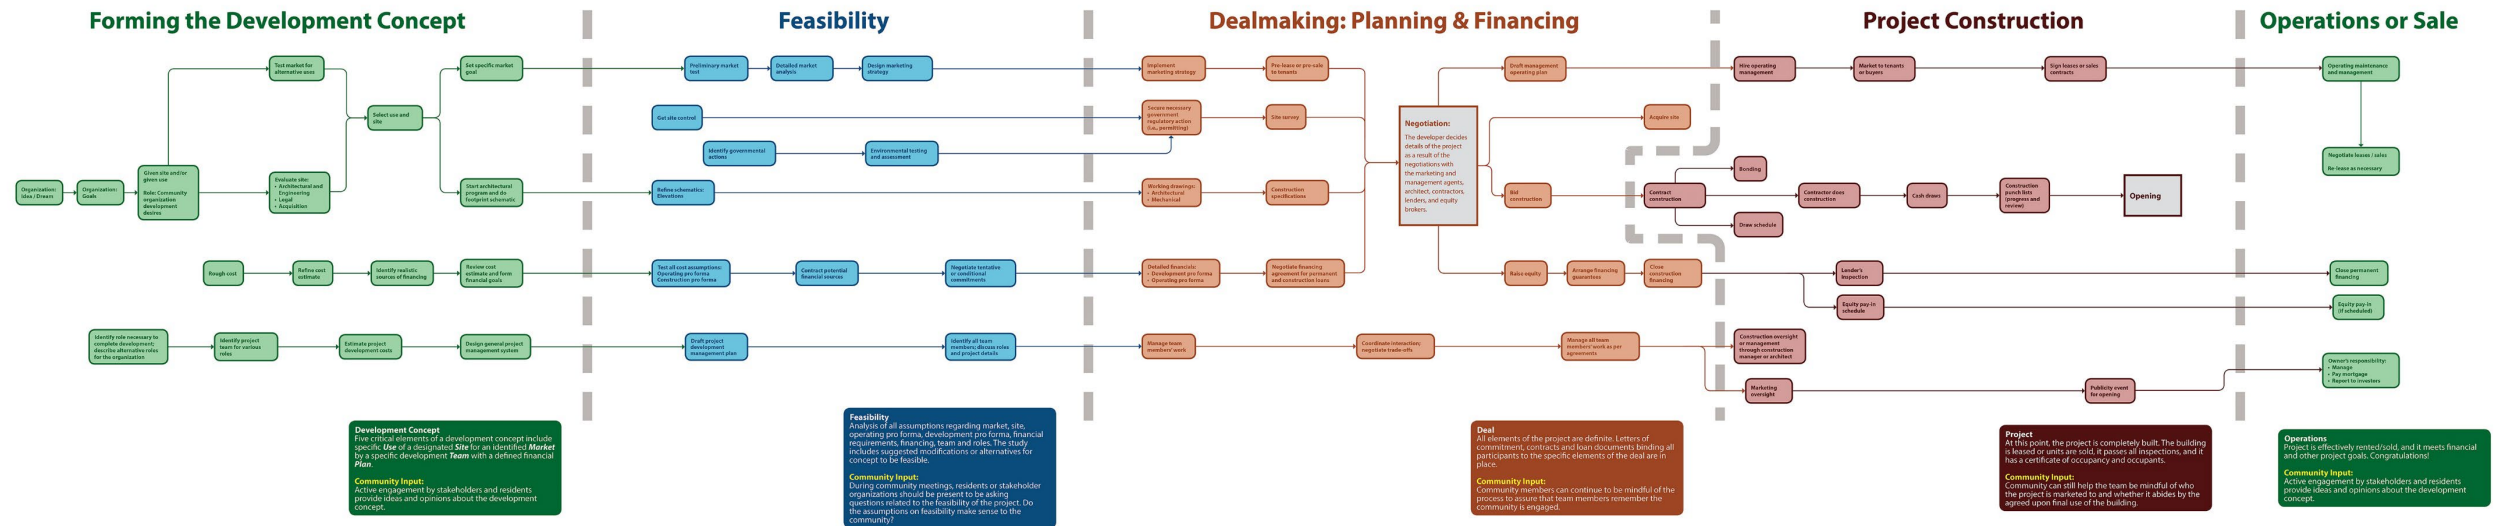 Forming the Development Concept
Feasibility
Dealmaking: Planning & Financing
Project Construction
Operations or Sale
Organization:
Idea / Dream
Organization:
Goals
Given site and/or
given use
Role: Community
organization
development
desires
Test market for
alternative uses
Evaluate site:
• Architectural and
Engineering
• Legal
• Acquisition
Select use and
site
Set specific market
goal
Start architectural
program and do
footprint schematic
Rough cost
Refine cost
estimate
Identify realistic
sources of financing
Review cost
estimate and form
financial goals
Identify role necessary to
complete development;
describe alternative roles
for the organization
Identify project
team for various
roles
Estimate project
development costs
Design general project
management system
Preliminary market
test
Detailed market
analysis
Design marketing
strategy
Get site control
Identify governmental
actions
Environmental testing
and assessment
Refine schematics:
Elevations
Test all cost assumptions:
Operating pro forma
Construction pro forma
Contract potential
financial sources
Negotiate tentative
or conditional
commitments
Draft project
development
management plan
Identify all team
members; discuss roles
and project details
Implement
marketing strategy
Pre-lease or pre-sale
to tenants
Secure necessary
government
regulatory action
(i.e., permitting)
Site survey
Working drawings:
• Architectural
• Mechanical
Construction
specifications
Detailed financials:
• Development pro forma
• Operating pro forma
Negotiate financing
agreement for permanent
and construction loans.
Manage team
members' work
Coordinate interaction;
negotiate trade-offs
Manage all team
members' work as per
agreements
Negotiation:
The developer decides
details of the project
as a result of the
negotiations with
the marketing and
management agents,
architect, contractors,
lenders, and equity
brokers.
Draft management
operating plan
Acquire site
Bid
construction
Raise equity
Arrange financing
guarantees
Close
construction
financing
Hire operating
management
Market to tenants
or buyers
Sign leases or sales
contracts
Bonding
Contract
construction
Draw schedule
Contractor does
construction
Cash draws
Construction
punch lists
(progress and
review)
Opening
Lender's
Inspection
Equity pay-in
schedule
Construction oversight
or management
through construction
manager or architect
Marketing
oversight
Publicity event
for opening
Operating maintenance
and management
Negotiate leases / sales
Re-lease as necessary
Close permanent
financing
Equity pay-in
(if scheduled)
Owner's responsibility:
• Manage
• Pay mortgage
• Report to investors
Development Concept
Five critical elements of a development concept include
specific Use of a designated Site for an identified Market
by a specific development Team with a defined financial
Plan.
Community Input:
Active engagement by stakeholders and residents
provide ideas and opinions about the development
concept.
Feasibility
Analysis of all assumptions regarding market, site,
operating pro forma, development pro forma, financial
requirements, financing, team and roles. The study
includes suggested modifications or alternatives for
concept to be feasible.
Community Input:
During community meetings, residents or stakeholder
organizations should be present to be asking
questions related to the feasibility of the project. Do
the assumptions on feasibility make sense to the
community?
Deal
All elements of the project are definite. Letters of
commitment, contracts and loan documents binding all
participants to the specific elements of the deal are in
place.
Community Input:
Community members can continue to be mindful of the
process to assure that team members remember the
community is engaged.
Project
At this point, the project is completely built. The building
is leased or units are sold, it passes all inspections, and it
has a certificate of occupancy and occupants.
Community Input:
Community can still help the team be mindful of who
the project is marketed to and whether it abides by the
agreed upon final use of the building.
Operations
Project is effectively rented/sold, and it meets financial
and other project goals. Congratulations!
Community Input:
Active engagement by stakeholders and residents
provide ideas and opinions about the development
concept.